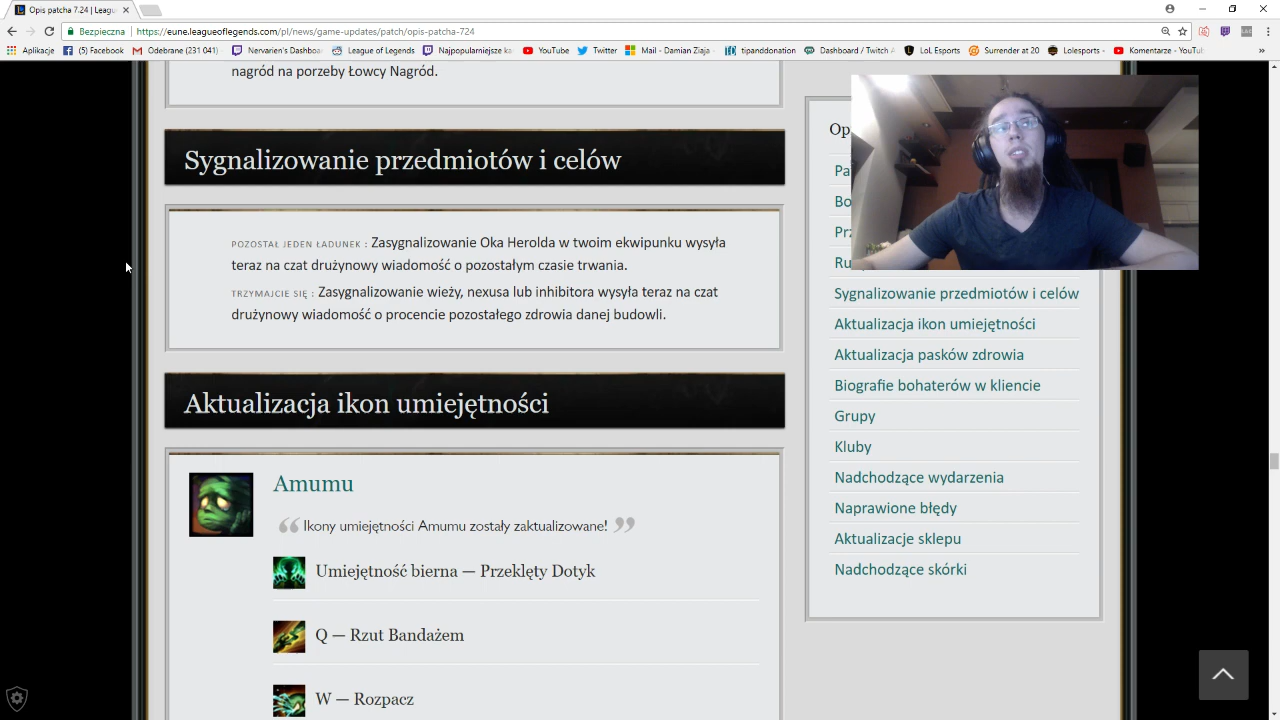 Opis patcha 7.24 | Leagu
Bezpieczna
https://eune.leagueoflegends.com/pl/news/game-updates/patch/opis-patcha-724
Aplikacje
(5) Facebook
Odebrane (231 041)
Nervarien's Dashboa
League of Legends
Najpopularniejsze ka
YouTube
Twitter
Mail - Damian Ziaja
tipanddonation
Dashboard / Twitch A
LoL Esports
Surrender at 20
Lolesports -
Komentarze - YouTu
»
nagród na porzeby Łowcy Nagród.
Sygnalizowanie przedmiotów i celów
POZOSTAŁ JEDEN ŁADUNEK : Zasygnalizowanie Oka Herolda w twoim ekwipunku wysyła
teraz na czat drużynowy wiadomość o pozostałym czasie trwania.
TRZYMAJCIE SIĘ : Zasygnalizowanie wieży, nexusa lub inhibitora wysyła teraz na czat
drużynowy wiadomość o procencie pozostałego zdrowia danej budowli.
Aktualizacja ikon umiejętności
Amumu
“ Ikony umiejętności Amumu zostały zaktualizowane! ”
Umiejętność bierna — Przeklęty Dotyk
Q — Rzut Bandażem
W — Rozpacz
Op
Pa
Bo
Prz
Ru
Sygnalizowanie przedmiotów i celów
Aktualizacja ikon umiejętności
Aktualizacja pasków zdrowia
Biografie bohaterów w kliencie
Grupy
Kluby
Nadchodzące wydarzenia
Naprawione błędy
Aktualizacje sklepu
Nadchodzące skórki